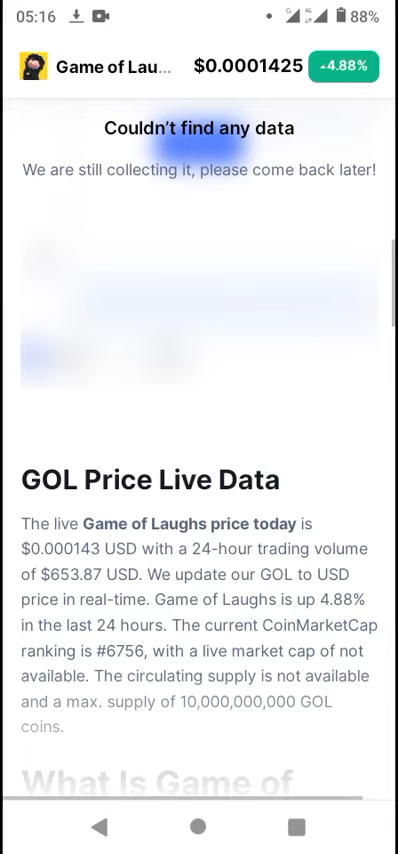 05:16 88%
Game of Lau... $0.0001425 4.88%
Couldn't find any data
We are still collecting it, please come back later!
GOL Price Live Data
The live Game of Laughs price today is
$0.000143 USD with a 24-hour trading volume
of $653.87 USD. We update our GOL to USD
price in real-time. Game of Laughs is up 4.88%
in the last 24 hours. The current CoinMarketCap
ranking is #6756, with a live market cap of not
available. The circulating supply is not available
and a max. supply of 10,000,000,000 GOL
coins.
What Is Game of